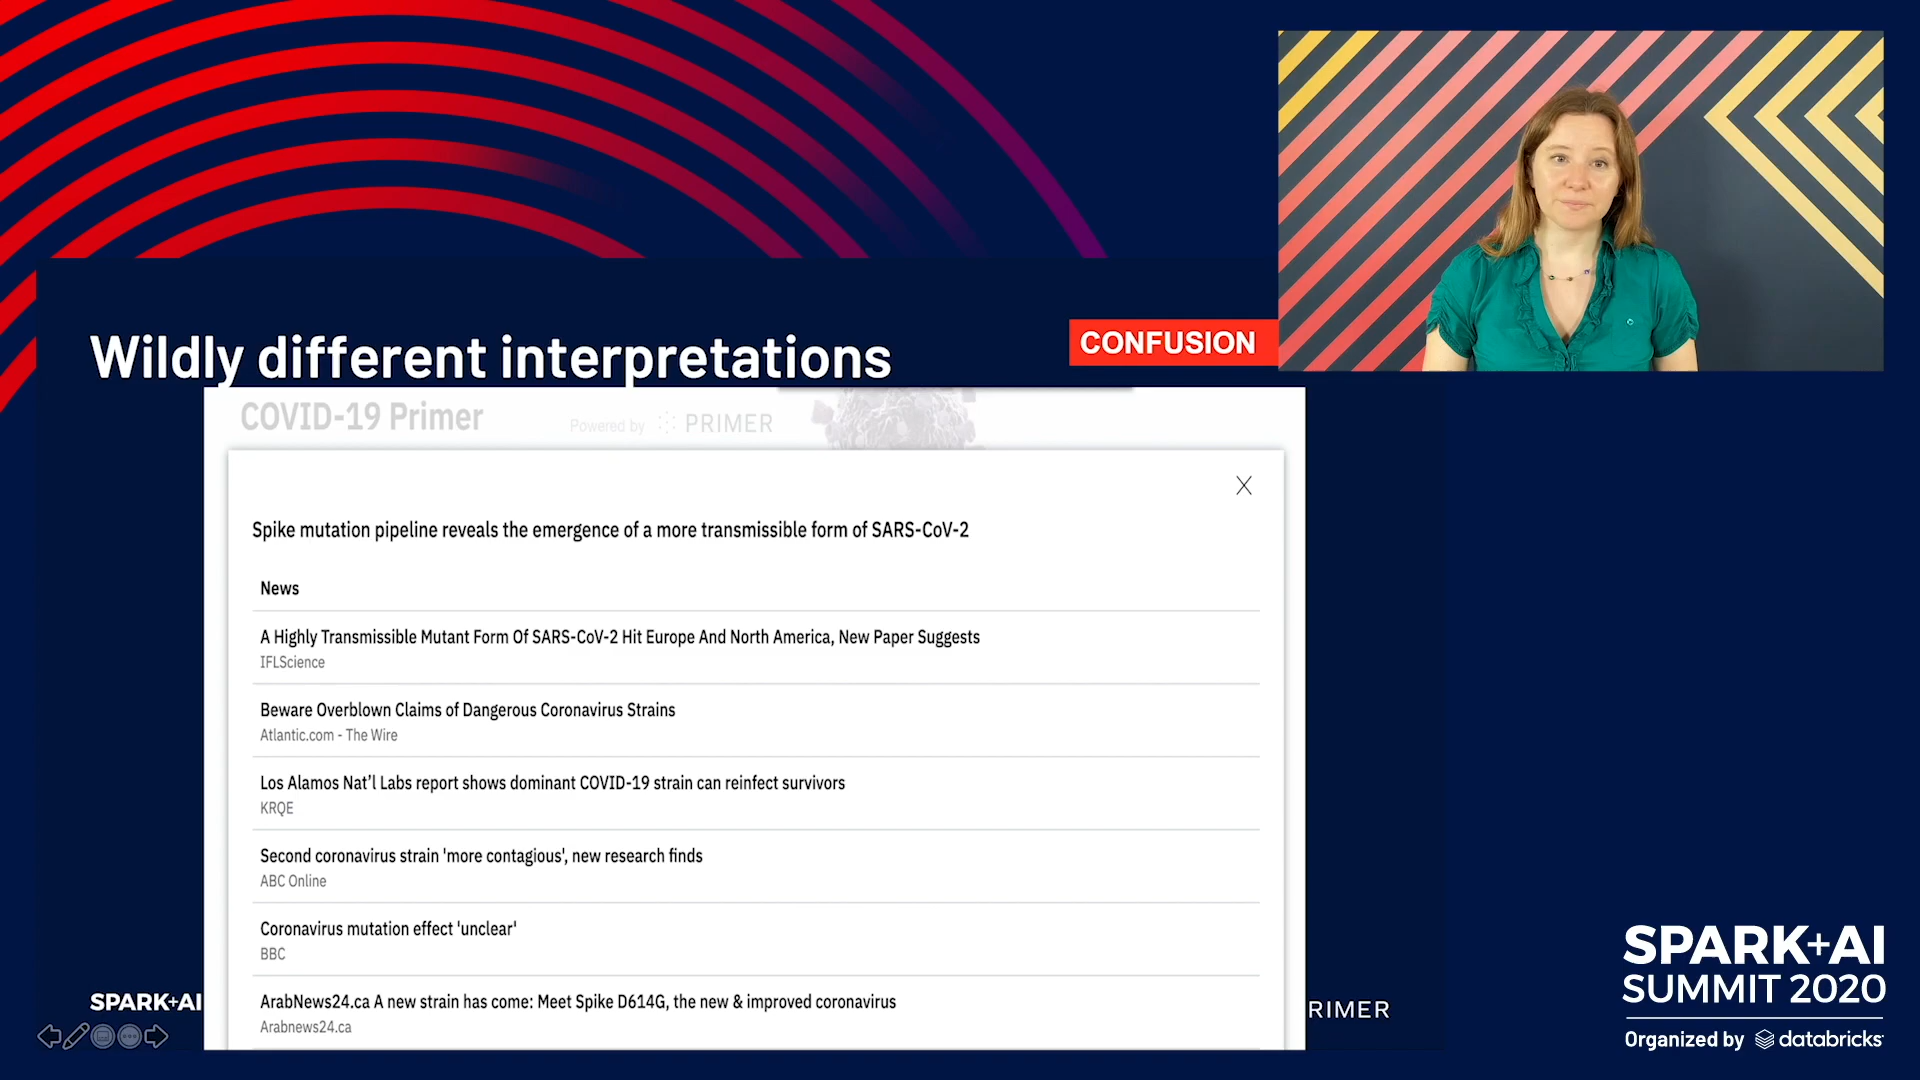 Wildly different interpretations
CONFUSION
COVID-19 Primer
Powered by PRIMER
X
Spike mutation pipeline reveals the emergence of a more transmissible form of SARS-CoV-2
News
A Highly Transmissible Mutant Form Of SARS-CoV-2 Hit Europe And North America, New Paper Suggests
IFLScience
Beware Overblown Claims of Dangerous Coronavirus Strains
Atlantic.com - The Wire
Los Alamos Nat'l Labs report shows dominant COVID-19 strain can reinfect survivors
KRQE
Second coronavirus strain 'more contagious', new research finds
ABC Online
Coronavirus mutation effect 'unclear'
BBC
ArabNews24.ca A new strain has come: Meet Spike D614G, the new & improved coronavirus
Arabnews24.ca
SPARK+AI
RIMER
SPARK+AI
SUMMIT 2020
Organized by databricks